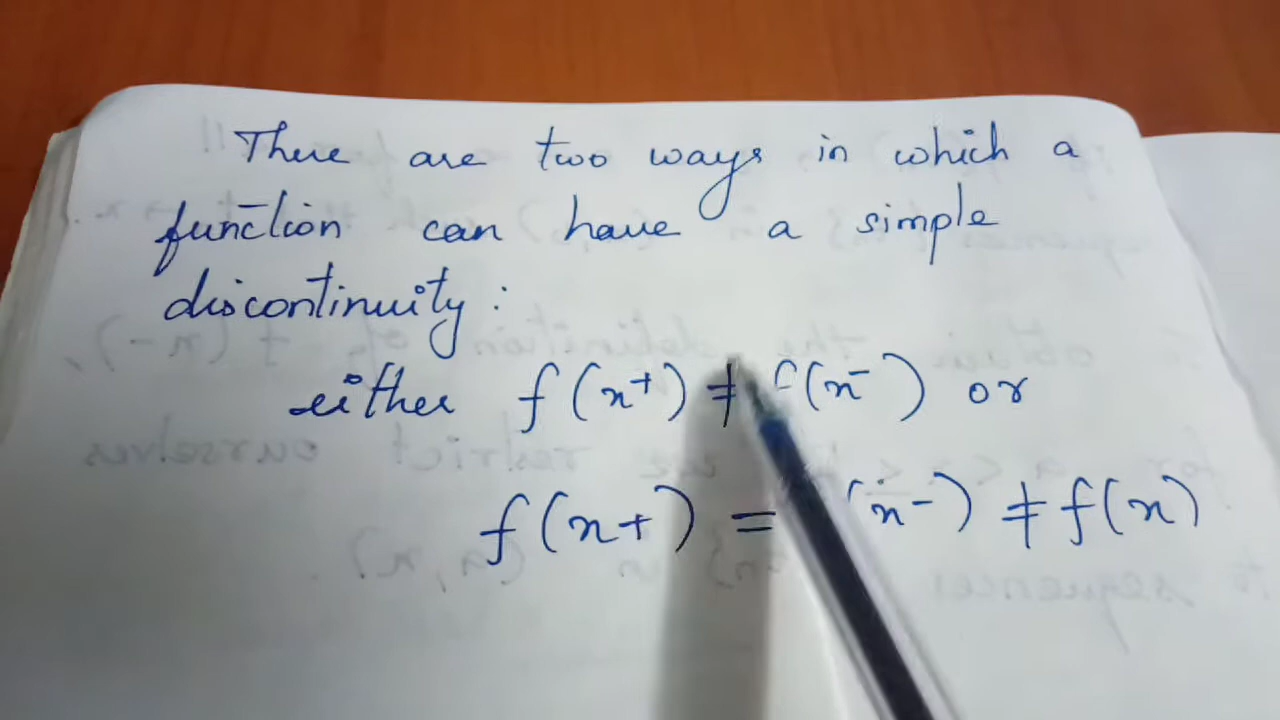 There are two ways in which a
function can have a simple
discontinuity :
either f(x+) ≠ f(x-) or
f(x+) = (x-) ≠ f(x)